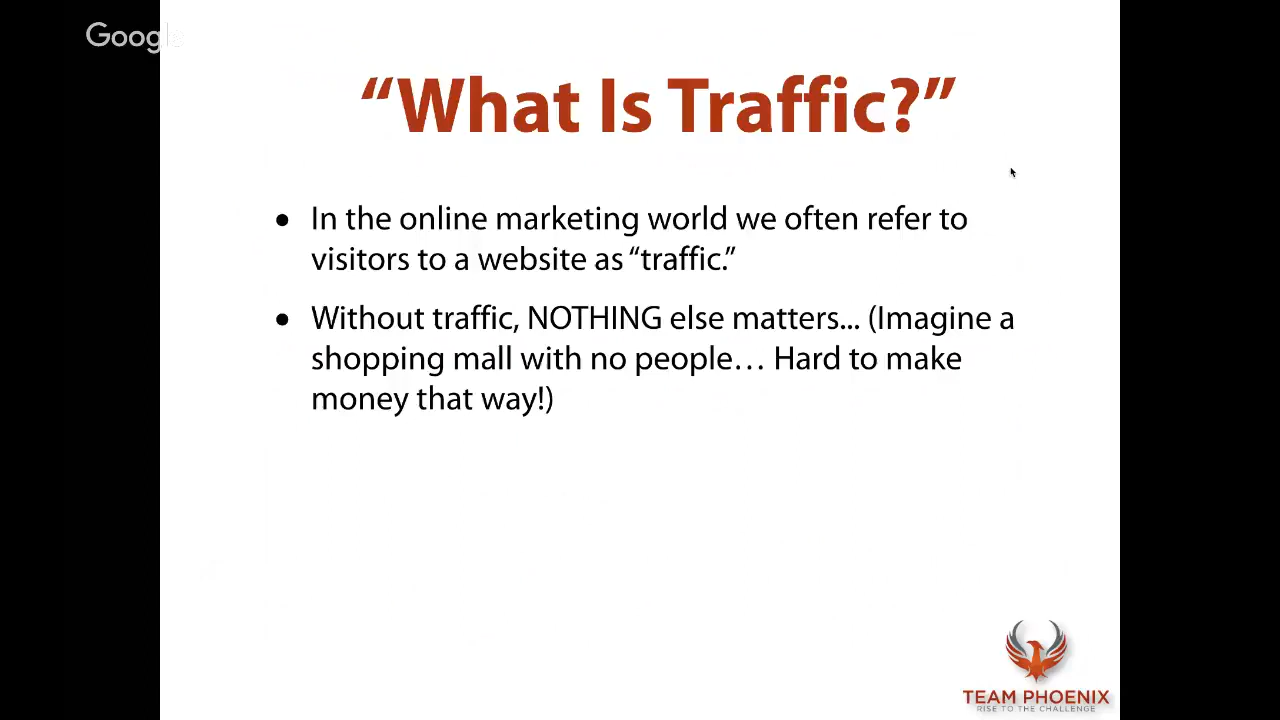 Google
“What Is Traffic?”
• In the online marketing world we often refer to
visitors to a website as “traffic.”
• Without traffic, NOTHING else matters... (Imagine a
shopping mall with no people… Hard to make
money that way!)
TEAM PHOENIX
RISE TO THE CHALLENGE